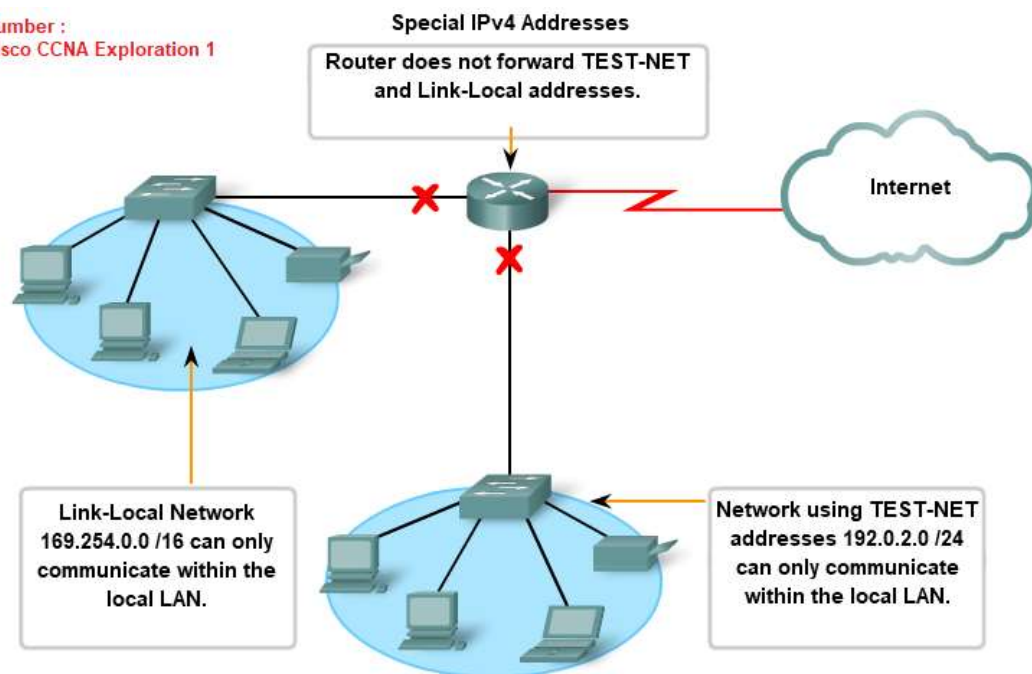 Special IPv4 Addresses
umber :
sco CCNA Exploration 1
Router does not forward TEST-NET
and Link-Local addresses.
Internet
Link-Local Network
169.254.0.0 /16 can only
communicate within the
local LAN.
Network using TEST-NET
addresses 192.0.2.0 /24
can only communicate
within the local LAN.